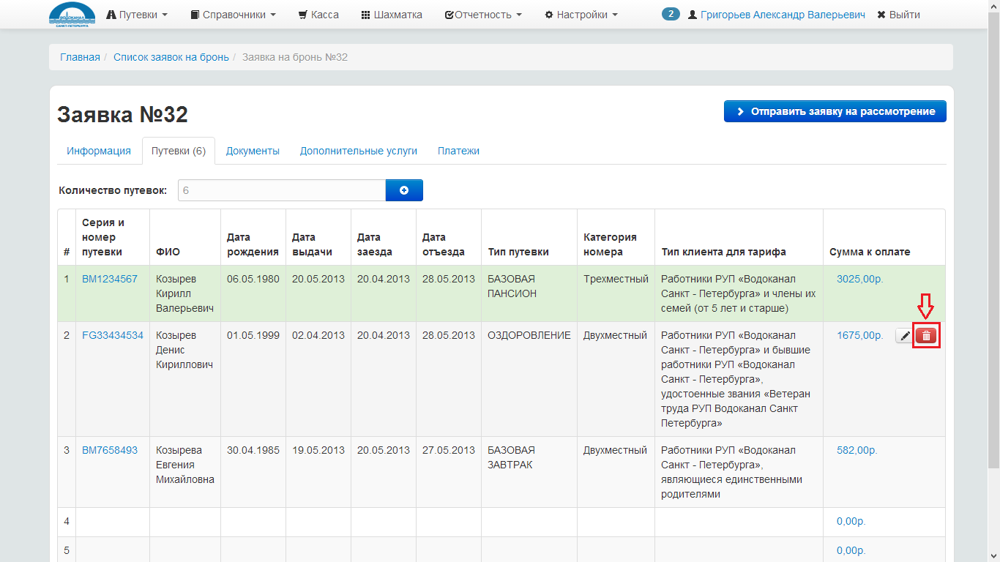 ВОДОКАНАЛ
САНКТ-ПЕТЕРБУРГА
Путевки Справочники Касса Шахматка Отчетность Настройки 2 Григорьев Александр Валерьевич Выйти
Главная / Список заявок на бронь / Заявка на бронь №32
Заявка №32
Отправить заявку на рассмотрение
Информация Путевки (6) Документы Дополнительные услуги Платежи
Количество путевок: 6
# Серия и номер путевки ФИО Дата рождения Дата выдачи Дата заезда Дата отъезда Тип путевки Категория номера Тип клиента для тарифа Сумма к оплате
1 BM1234567 Козырев Кирилл Валерьевич 06.05.1980 20.05.2013 20.04.2013 28.05.2013 БАЗОВАЯ ПАНСИОН Трехместный Работники РУП «Водоканал Санкт - Петербурга» и члены их семей (от 5 лет и старше) 3025,00р.
2 FG33434534 Козырев Денис Кириллович 01.05.1999 02.04.2013 20.04.2013 28.05.2013 ОЗДОРОВЛЕНИЕ Двухместный Работники РУП «Водоканал Санкт - Петербурга» и бывшие работники РУП «Водоканал Санкт - Петербурга», удостоенные звания «Ветеран труда РУП Водоканал Санкт Петербурга» 1675,00р.
3 BM7658493 Козырева Евгения Михайловна 30.04.1985 19.05.2013 20.05.2013 27.05.2013 БАЗОВАЯ ЗАВТРАК Двухместный Работники РУП «Водоканал Санкт - Петербурга», являющиеся единственными родителями 582,00р.
4 0,00р.
5 0,00р.